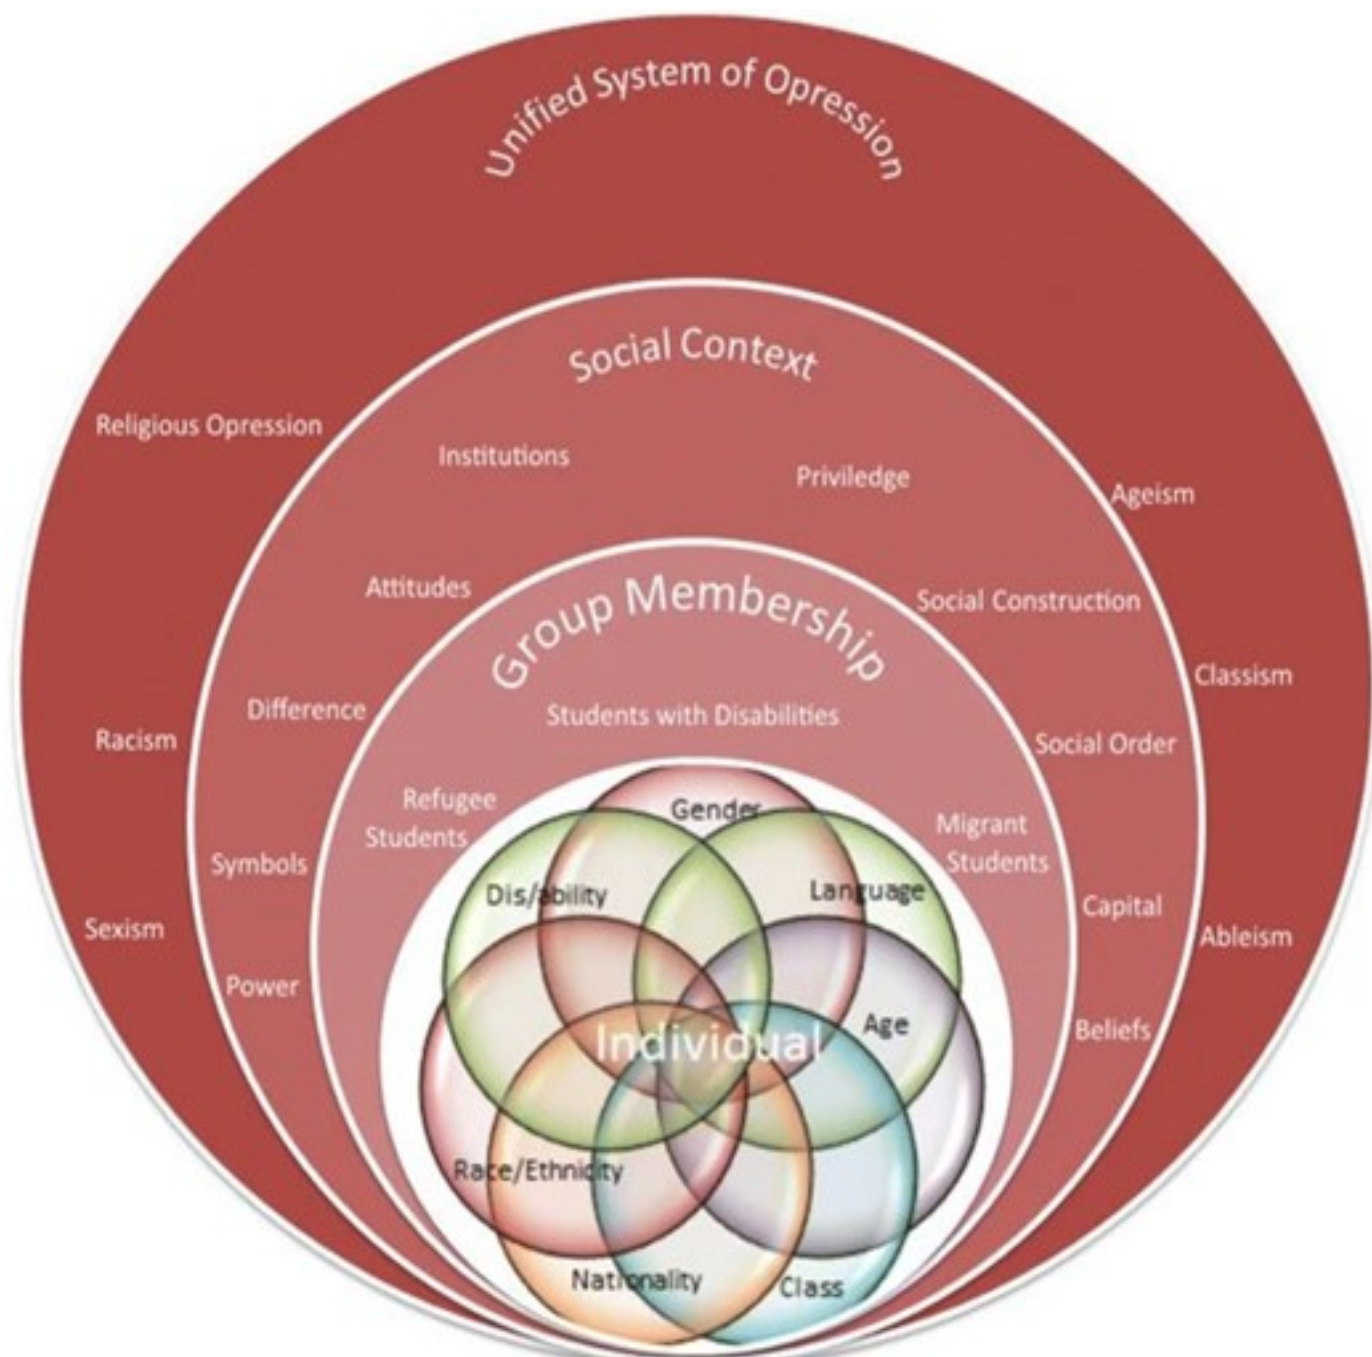 Unified System of Opression
Social Context
Religious Opression
Institutions
Priviledge
Ageism
Attitudes
Social Construction
Group Membership
Classism
Difference
Students with Disabilities
Racism
Social Order
Refugee
Students
Gender
Migrant
Students
Symbols
Dis/ability
Language
Capital
Sexism
Ableism
Power
Age
Beliefs
Individual
Race/Ethnicity
Nationality
Class